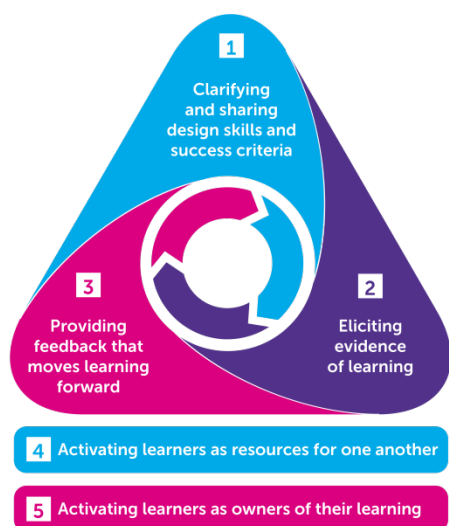 1
Clarifying
and sharing
design skills and
success criteria
2
Eliciting
evidence
of learning
3
Providing
feedback that
moves learning
forward
4 Activating learners as resources for one another
5 Activating learners as owners of their learning